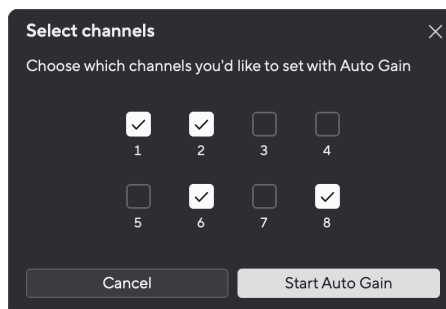 Select channels
Choose which channels you'd like to set with Auto Gain
1 2 3 4
5 6 7 8
Cancel Start Auto Gain